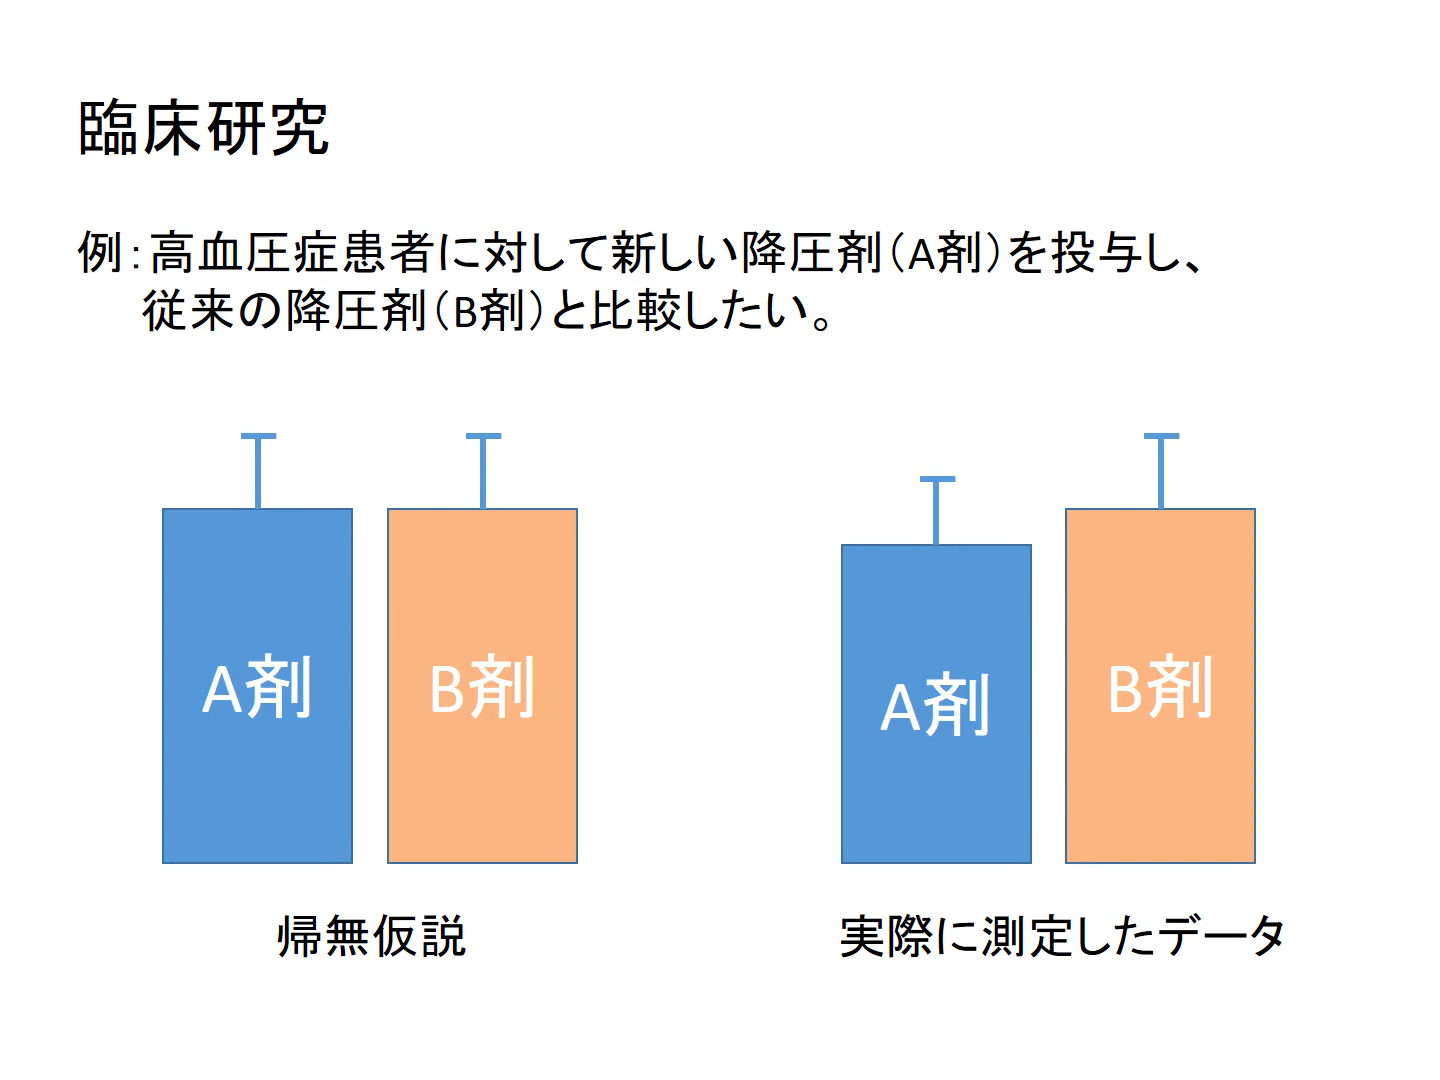 臨床研究
例：高血圧症患者に対して新しい降圧剤（A剤）を投与し、
従来の降圧剤（B剤）と比較したい。
A剤
B剤
A剤
B剤
帰無仮説
実際に測定したデータ